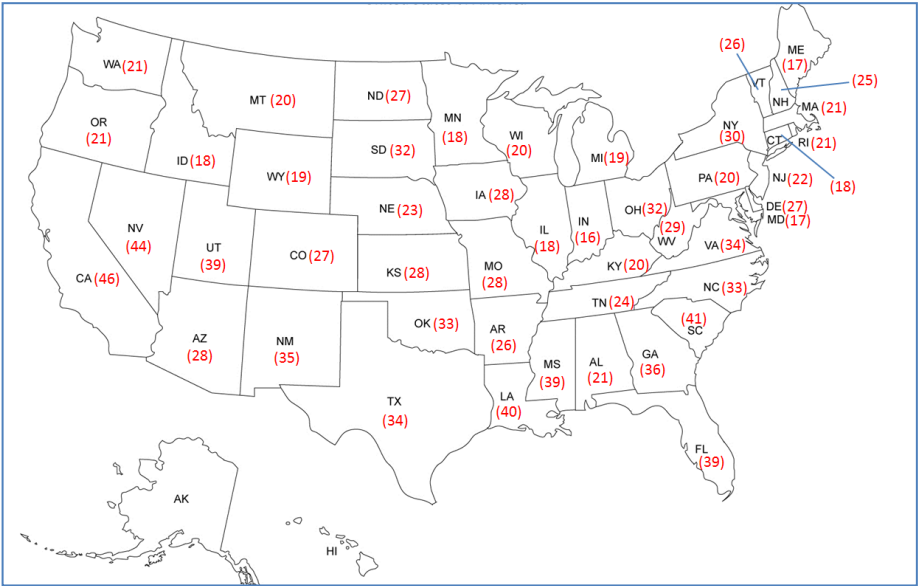 WA (21)
MT (20)
ND (27)
MN
(18)
OR
(21)
ID (18)
WY (19)
SD (32)
WI
(20)
MI (19)
NY
(30)
(26)
VT
ME
(17)
(25)
NH
MA
(21)
CT
RI (21)
(18)
NV
(44)
UT
(39)
CO (27)
NE (23)
IA (28)
IL
(18)
IN
(16)
OH (32)
PA (20)
NJ (22)
DE (27)
MD (17)
CA (46)
KS (28)
MO
(28)
KY (20)
(29)
WV
VA (34)
AZ
(28)
NM
(35)
OK (33)
AR
(26)
TN (24)
NC (33)
(41)
SC
TX
(34)
LA
(40)
MS
(39)
AL
(21)
GA
(36)
FL
(39)
AK
HI